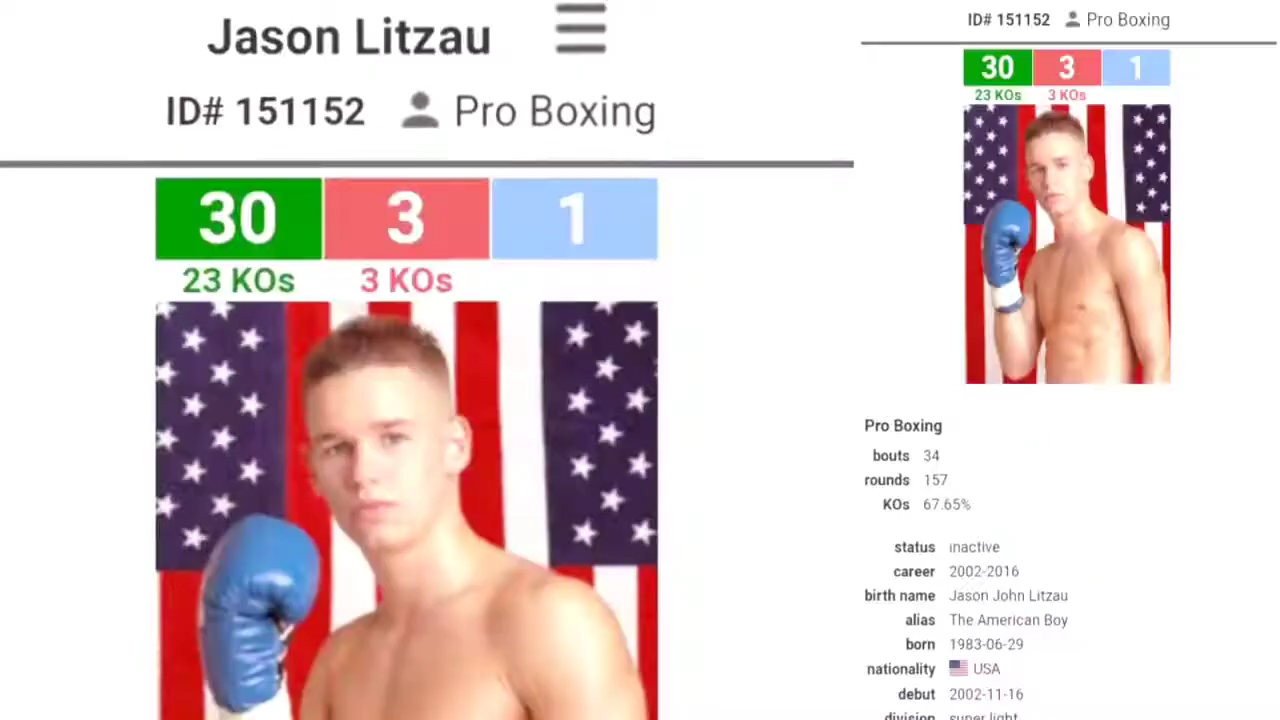 Jason Litzau
ID# 151152 Pro Boxing
30 3 1
23 KOs 3 KOs
ID# 151152 Pro Boxing
30 3 1
23 KOs 3 KOs
Pro Boxing
bouts 34
rounds 157
KOs 67.65%
status inactive
career 2002-2016
birth name Jason John Litzau
alias The American Boy
born 1983-06-29
nationality USA
debut 2002-11-16
division super light